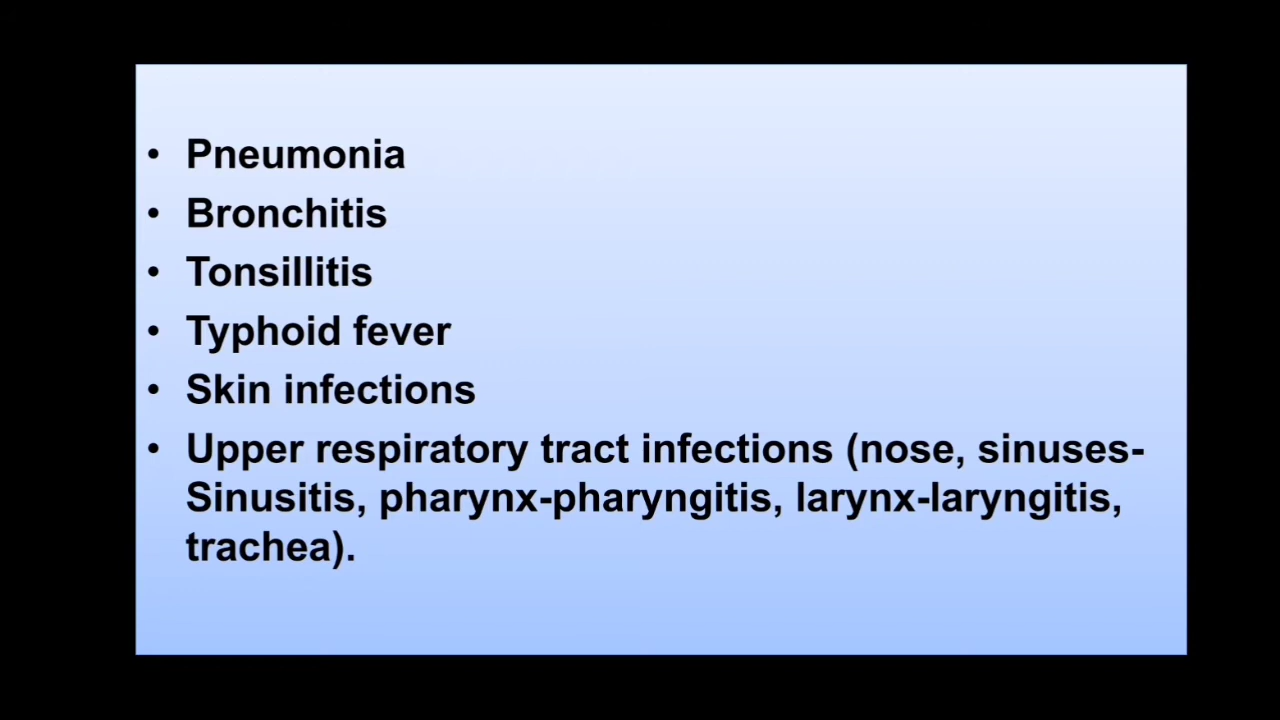 • Pneumonia
• Bronchitis
• Tonsillitis
• Typhoid fever
• Skin infections
• Upper respiratory tract infections (nose, sinuses-
Sinusitis, pharynx-pharyngitis, larynx-laryngitis,
trachea).